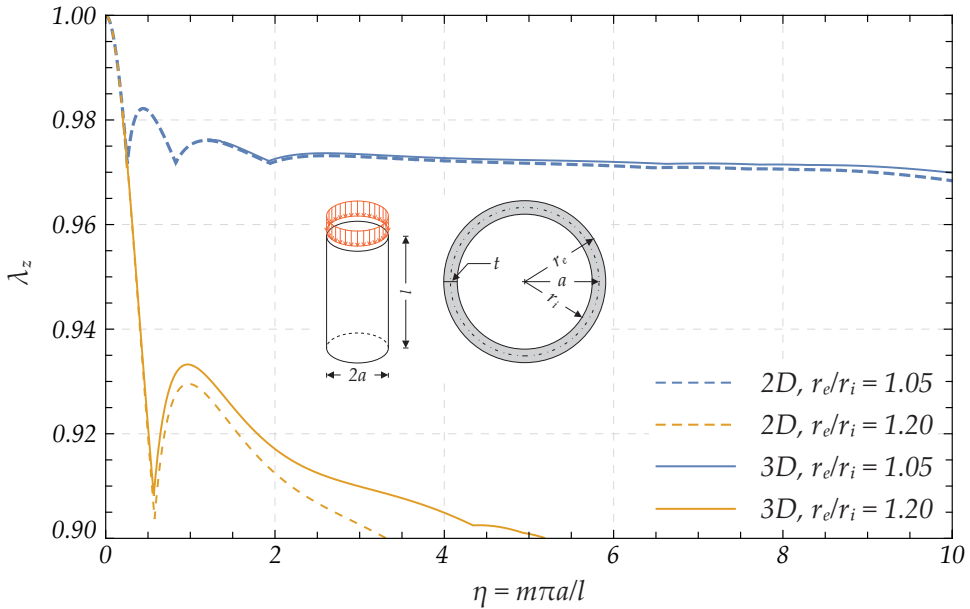 1.00
0.98
0.96
0.94
0.92
0.90
λz
0
2
4
6
8
10
η = mπa/l
l
2a
t
re
a
ri
2D, re/ri = 1.05
2D, re/ri = 1.20
3D, re/ri = 1.05
3D, re/ri = 1.20